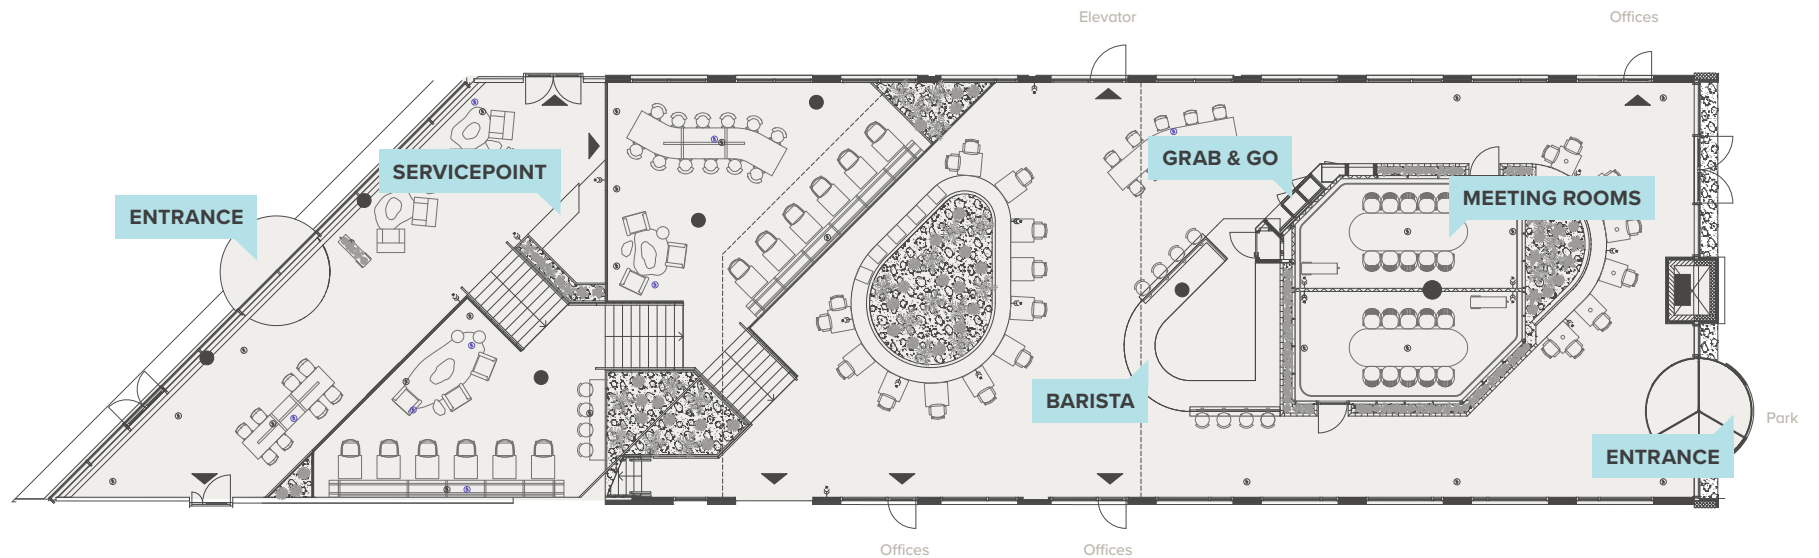 Elevator
Offices
SERVICEPOINT
GRAB & GO
MEETING ROOMS
ENTRANCE
BARISTA
Park
ENTRANCE
Offices
Offices